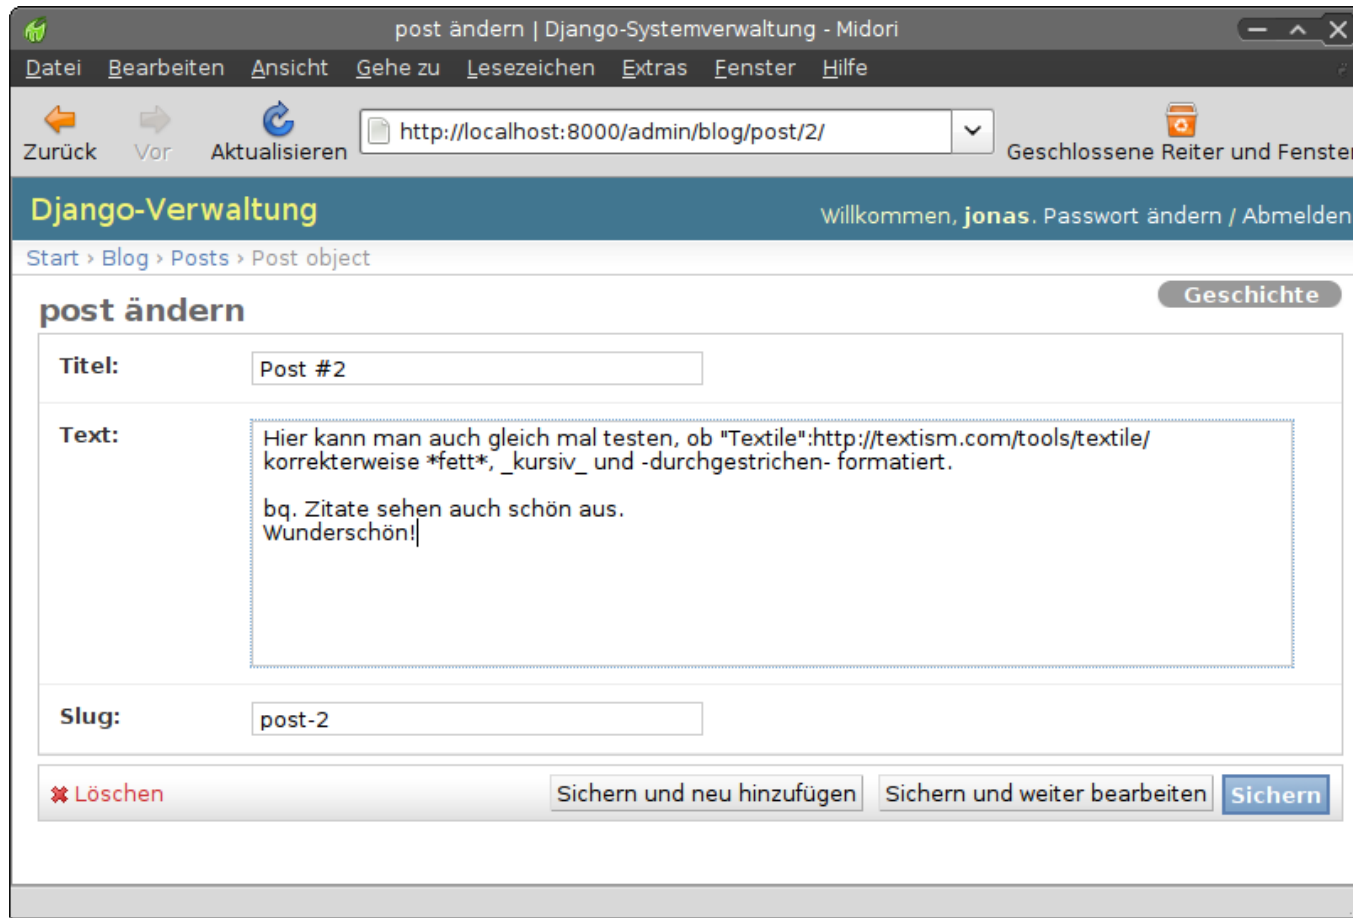 post ändern | Django-Systemverwaltung - Midori
Datei Bearbeiten Ansicht Gehe zu Lesezeichen Extras Fenster Hilfe
Zurück Vor Aktualisieren http://localhost:8000/admin/blog/post/2/ Geschlossene Reiter und Fenster
Django-Verwaltung
Willkommen, jonas. Passwort ändern / Abmelden
Start › Blog › Posts › Post object
Geschichte
post ändern
Titel: Post #2
Text:
Hier kann man auch gleich mal testen, ob "Textile":http://textism.com/tools/textile/
korrekterweise *fett*, _kursiv_ und -durchgestrichen- formatiert.
bq. Zitate sehen auch schön aus.
Wunderschön!
Slug: post-2
Löschen Sichern und neu hinzufügen Sichern und weiter bearbeiten Sichern